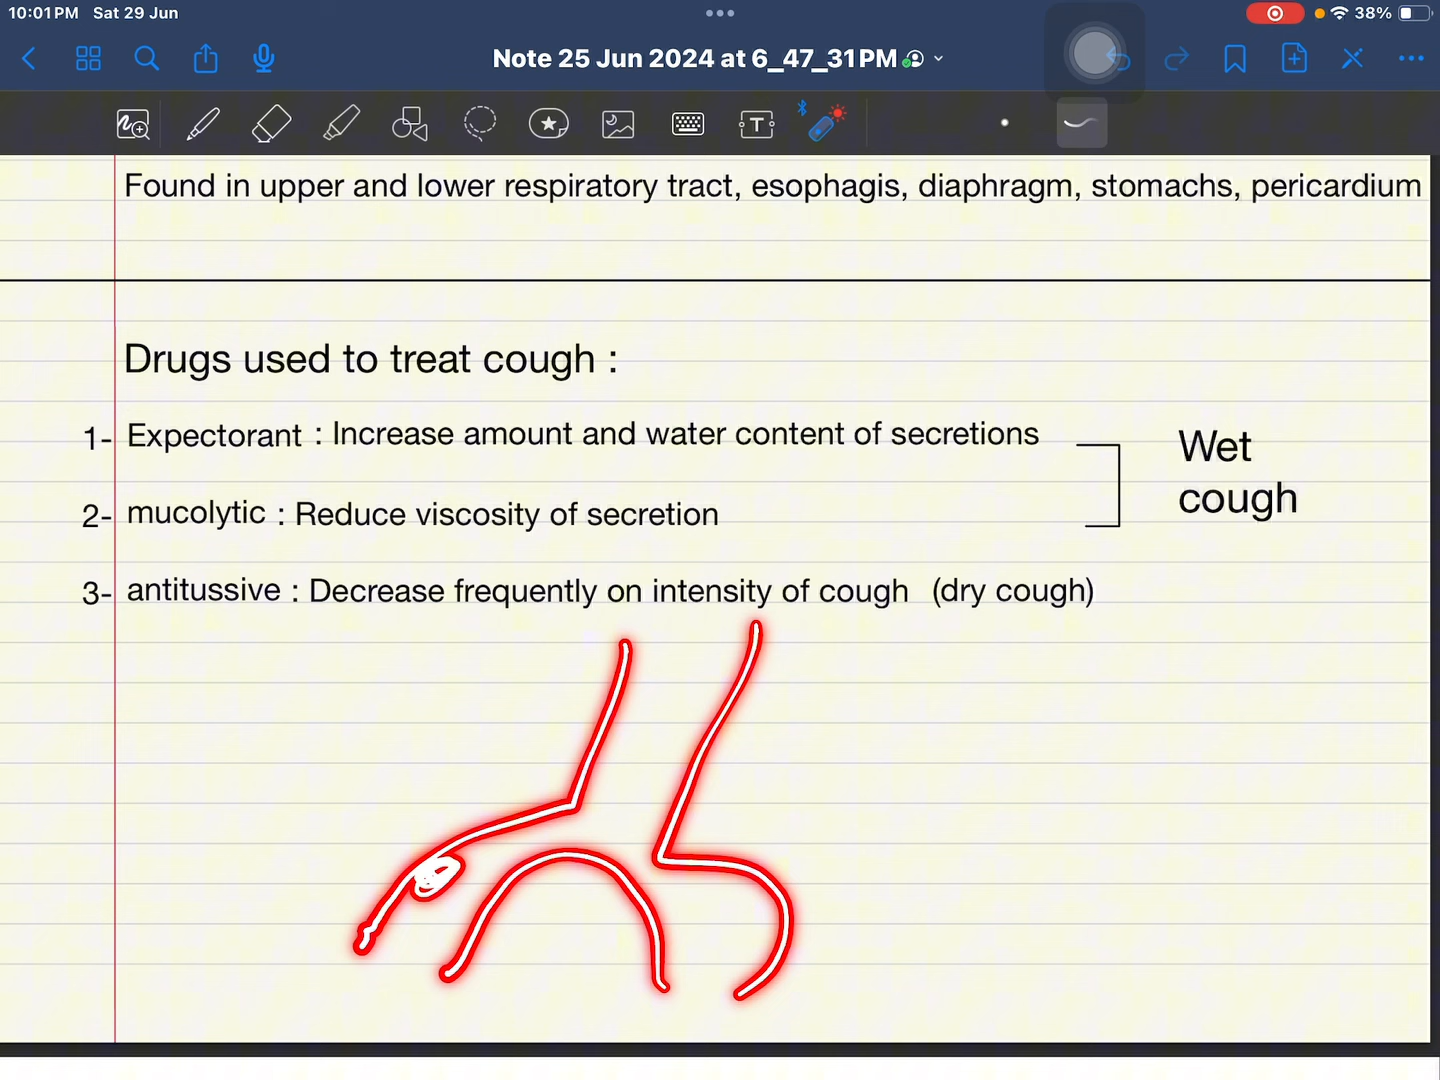 10:01 PM Sat 29 Jun
38%
Note 25 Jun 2024 at 6_47_31 PM
Found in upper and lower respiratory tract, esophagis, diaphragm, stomachs, pericardium
Drugs used to treat cough :
1- Expectorant : Increase amount and water content of secretions
Wet
cough
2- mucolytic : Reduce viscosity of secretion
3- antitussive : Decrease frequently on intensity of cough (dry cough)